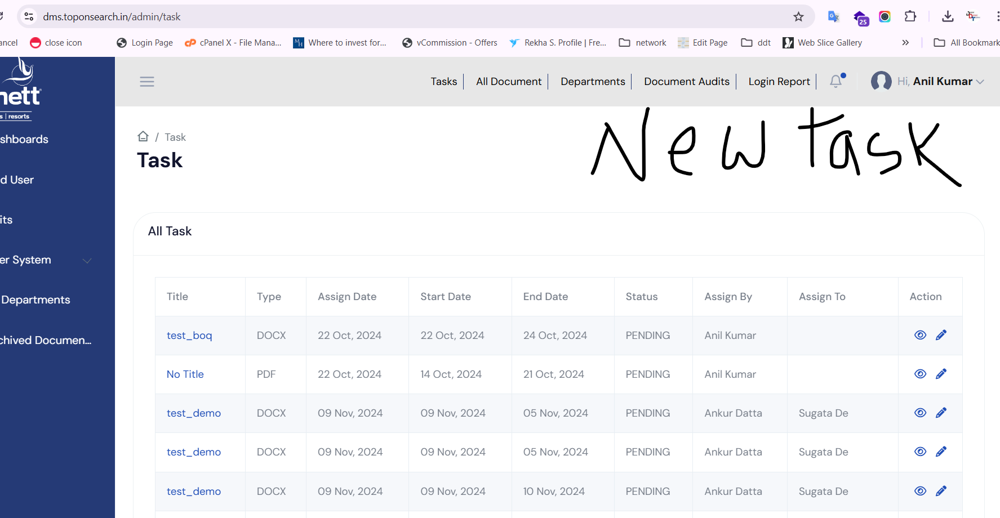 dms.toponsearch.in/admin/task
25
ancel close icon Login Page cPanel X - File Mana... Where to invest for... vCommission - Offers Rekha S. Profile | Fre... network Edit Page ddt Web Slice Gallery » All Bookmark
nett
s | resorts
shboards
d User
its
er System
Departments
chived Documen...
Tasks All Document Departments Document Audits Login Report Hi, Anil Kumar
New task
/ Task
Task
All Task
Title Type Assign Date Start Date End Date Status Assign By Assign To Action
test_boq DOCX 22 Oct, 2024 22 Oct, 2024 24 Oct, 2024 PENDING Anil Kumar
No Title PDF 22 Oct, 2024 14 Oct, 2024 21 Oct, 2024 PENDING Anil Kumar
test_demo DOCX 09 Nov, 2024 09 Nov, 2024 05 Nov, 2024 PENDING Ankur Datta Sugata De
test_demo DOCX 09 Nov, 2024 09 Nov, 2024 05 Nov, 2024 PENDING Ankur Datta Sugata De
test_demo DOCX 09 Nov, 2024 09 Nov, 2024 10 Nov, 2024 PENDING Ankur Datta Sugata De